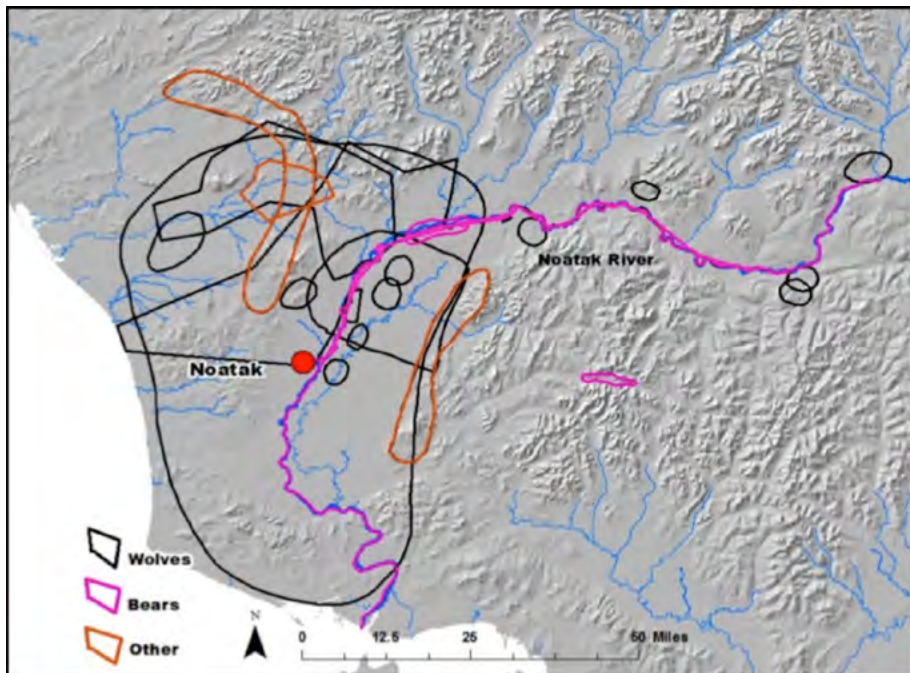 Noatak River
Noatak
Wolves
Bears
Other
N
0 12.5 25 50 Miles